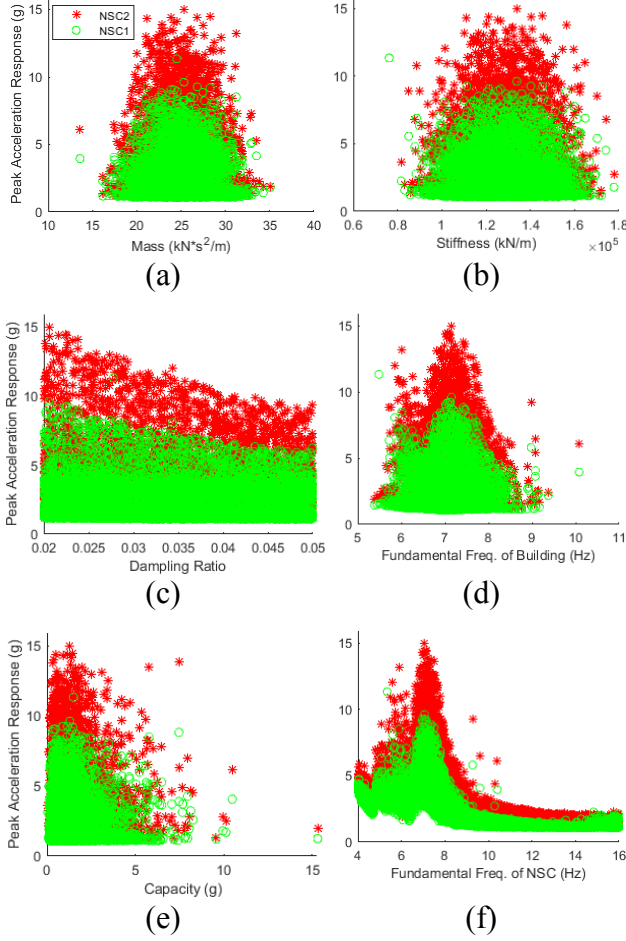 15
10
5
0
Peak Acceleration Response (g)
NSC2
NSC1
10 15 20 25 30 35 40
Mass (kN*s²/m)
(a)
15
10
5
0
0.6 0.8 1 1.2 1.4 1.6 1.8
Stiffness (kN/m)
×10⁵
(b)
15
10
5
0
Peak Acceleration Response (g)
0.02 0.025 0.03 0.035 0.04 0.045 0.05
Dampling Ratio
(c)
15
10
5
0
5 6 7 8 9 10 11
Fundamental Freq. of Building (Hz)
(d)
15
10
5
0
Peak Acceleration Response (g)
0 5 10 15
Capacity (g)
(e)
15
10
5
0
4 6 8 10 12 14 16
Fundamental Freq. of NSC (Hz)
(f)